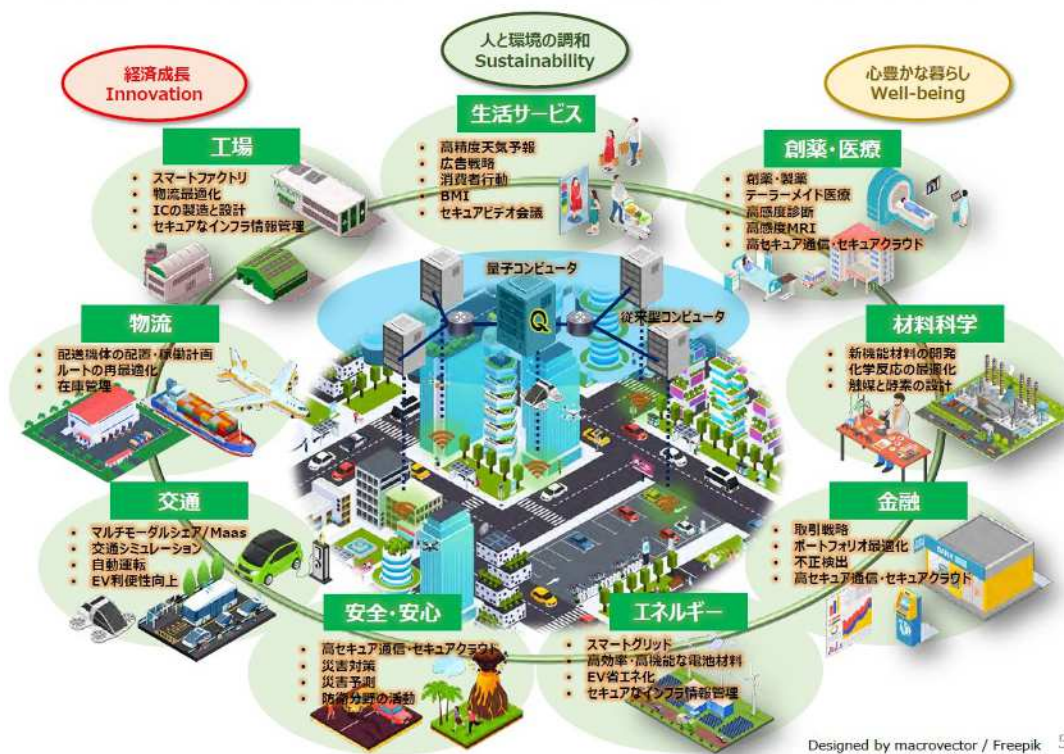 人と環境の調和
Sustainability
経済成長
Innovation
心豊かな暮らし
Well-being
生活サービス
・高精度天気予報
・広告戦略
・消費者行動
・BMI
・セキュアビデオ会議
工場
・スマートファクトリ
・物流最適化
・ICの製造と設計
・セキュアなインフラ情報管理
創薬・医療
・創薬・製薬
・テーラーメイド医療
・高感度診断
・高感度MRI
・高セキュア通信・セキュアクラウド
量子コンピュータ
Q
従来型コンピュータ
物流
・配送機体の配置・稼働計画
・ルートの再最適化
・在庫管理
材料科学
・新機能材料の開発
・化学反応の最適化
・触媒と酵素の設計
交通
・マルチモーダルシェア/Maas
・交通シミュレーション
・自動運転
・EV利便性向上
金融
・取引戦略
・ポートフォリオ最適化
・不正検出
・高セキュア通信・セキュアクラウド
安全・安心
・高セキュア通信・セキュアクラウド
・災害対策
・災害予測
・防衛分野の活動
エネルギー
・スマートグリッド
・高効率・高機能な電池材料
・EV省エネ化
・セキュアなインフラ情報管理
Designed by macrovector / Freepik